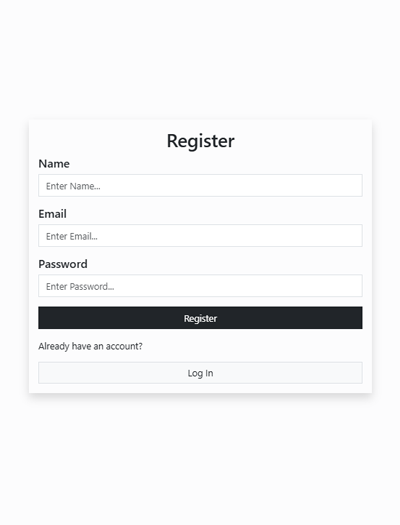 Register
Name
Enter Name...
Email
Enter Email...
Password
Enter Password...
Register
Already have an account?
Log In